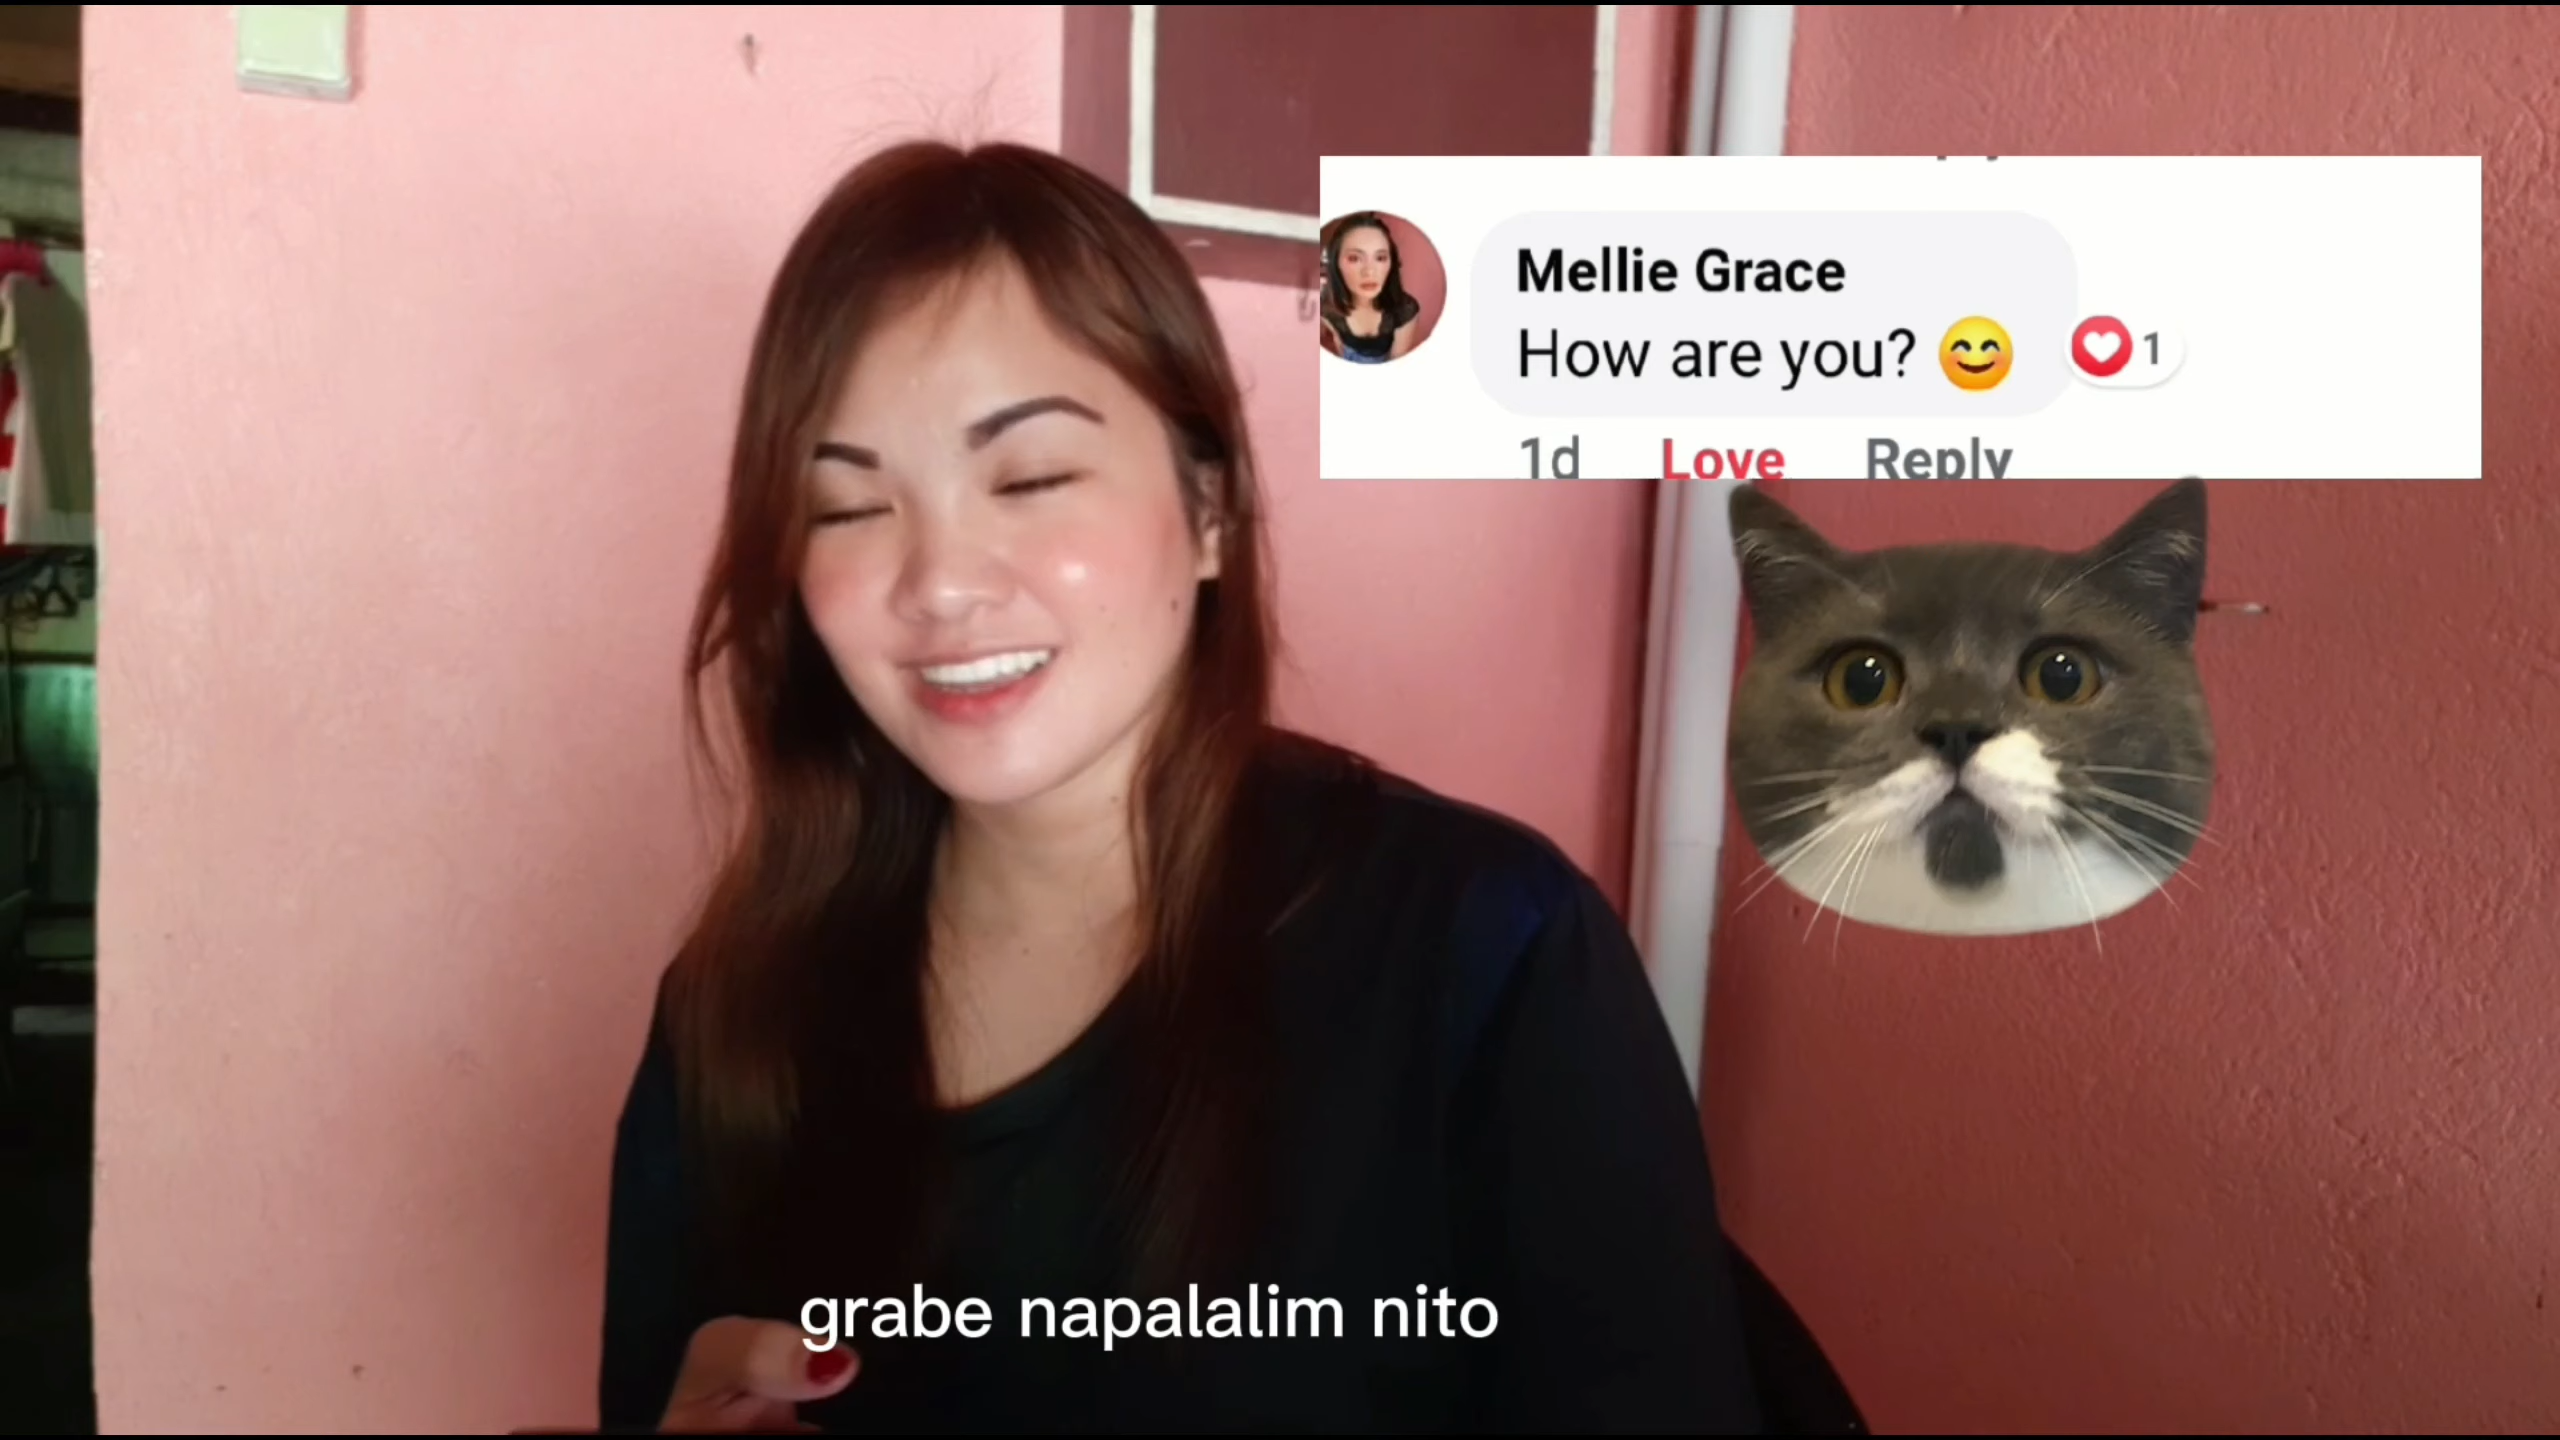 Mellie Grace
How are you? 😊
1
1d Love Reply
grabe napalalim nito